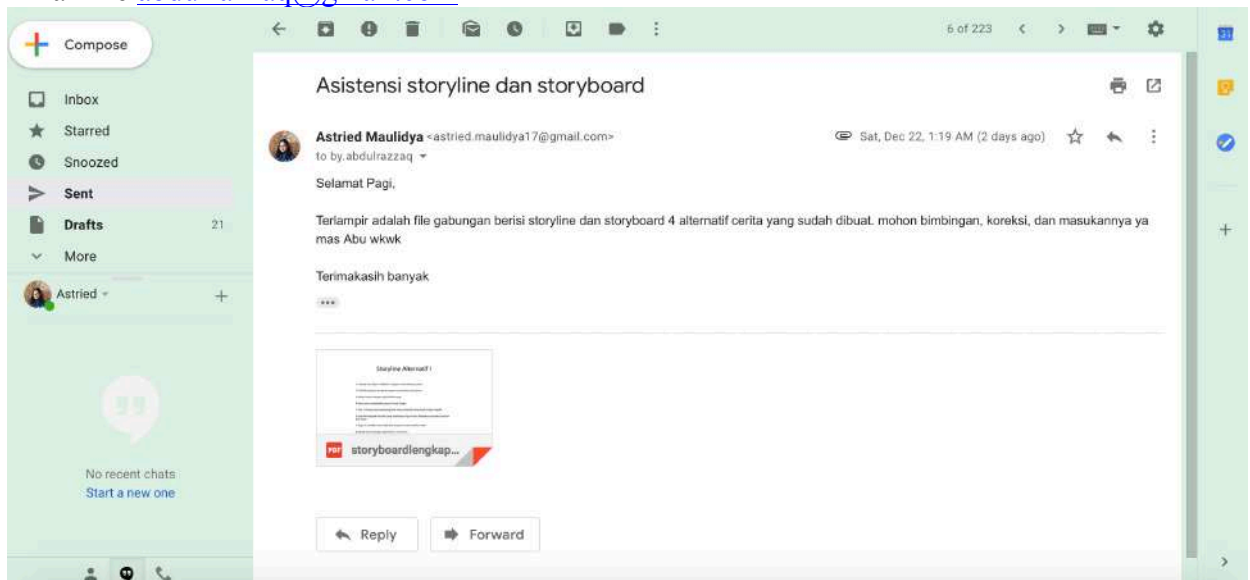 Compose
6 of 223
Asistensi storyline dan storyboard
Inbox
Starred
Astried Maulidya <astried.maulidya17@gmail.com>
Sat, Dec 22, 1:19 AM (2 days ago)
to by.abdulrazzaq
Snoozed
Selamat Pagi,
Sent
Terlampir adalah file gabungan berisi storyline dan storyboard 4 alternatif cerita yang sudah dibuat. mohon bimbingan, koreksi, dan masukannya ya
mas Abu wkwk
Drafts 21
More
Terimakasih banyak
Astried
Storyline Alternatif 1
PDF storyboardlengkap...
No recent chats
Start a new one
Reply Forward
31